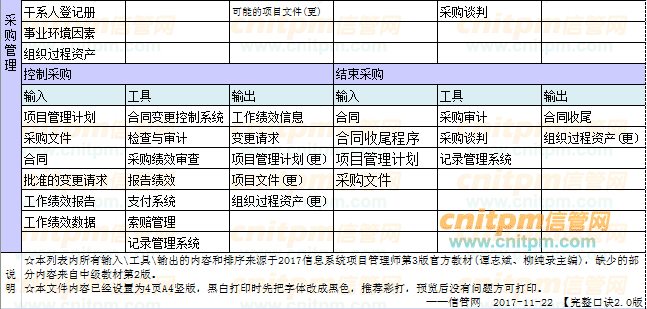 采购管理
干系人登记册 可能的项目文件(更) 采购谈判
事业环境因素
组织过程资产
控制采购 结束采购
输入 工具 输出 输入 工具 输出
项目管理计划 合同变更控制系统 工作绩效信息 合同 采购审计 合同收尾
采购文件 检查与审计 变更请求 合同收尾程序 采购谈判 组织过程资产(更)
合同 采购绩效审查 项目管理计划(更) 项目管理计划 记录管理系统
批准的变更请求 报告绩效 项目文件(更) 采购文件
工作绩效报告 支付系统 组织过程资产(更)
工作绩效数据 索赔管理
记录管理系统
cnitpm信管网
www.cnitpm.com
说明
☆本列表内所有输入\工具\输出的内容和排序来源于2017信息系统项目管理师第3版官方教材(谭志斌、柳纯录主编),缺少的部
分内容来自中级教材第2版。
☆本文件内容已经设置为4页A4竖版,黑白打印时先把字体改成黑色,推荐彩打,预览后没有问题方可打印。
——信管网 2017-11-22 【完整口诀2.0版